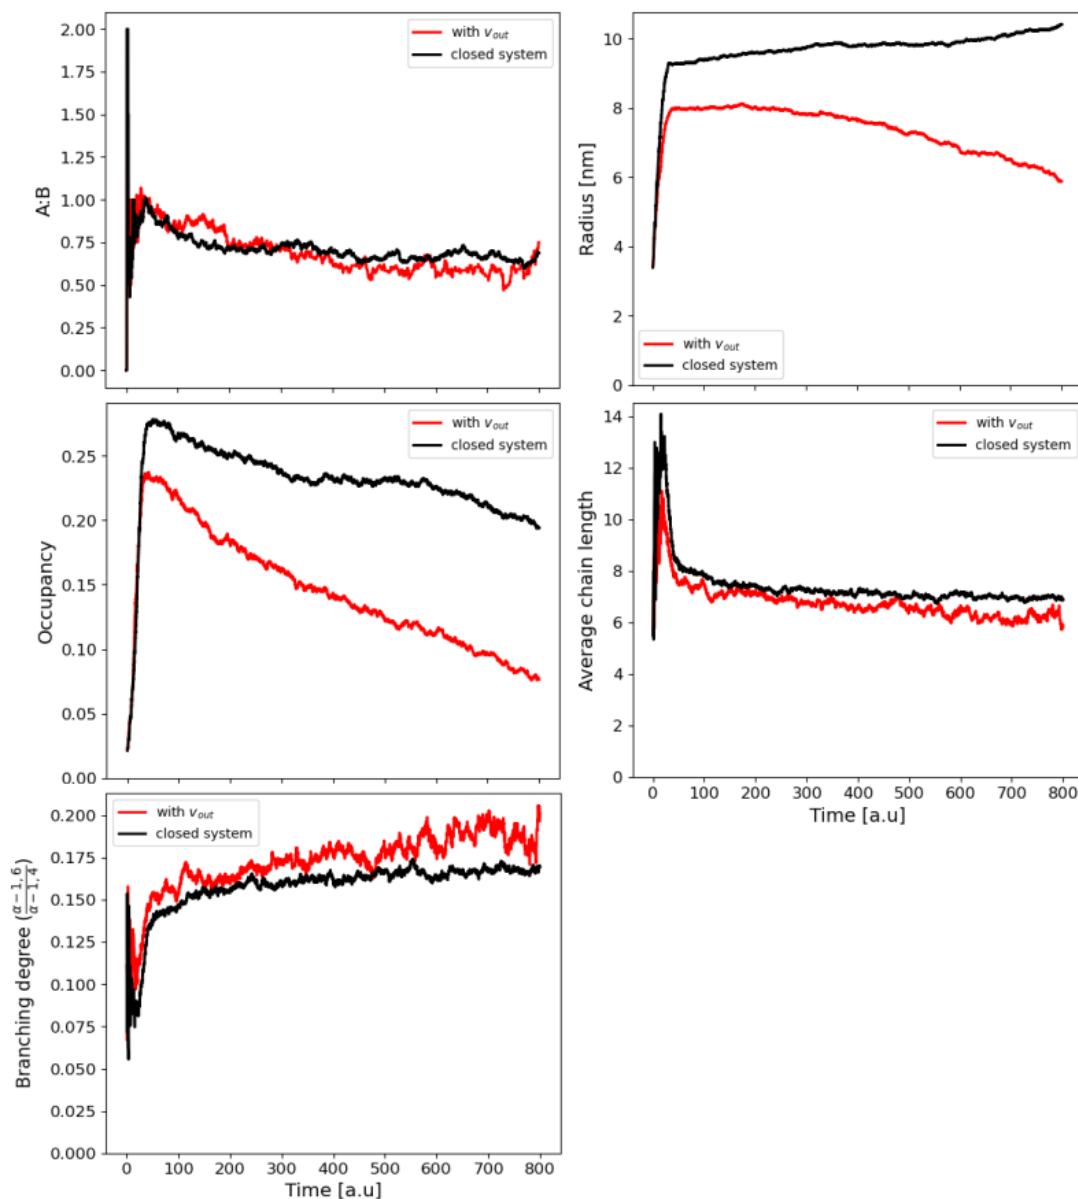 2.00
1.75
1.50
1.25
1.00
0.75
0.50
0.25
0.00
A:B
with v_out
closed system
10
8
6
4
2
0
Radius [nm]
with v_out
closed system
0.25
0.20
0.15
0.10
0.05
0.00
Occupancy
with v_out
closed system
14
12
10
8
6
4
2
0
Average chain length
with v_out
closed system
0 100 200 300 400 500 600 700 800
Time [a.u]
0.200
0.175
0.150
0.125
0.100
0.075
0.050
0.025
0.000
Branching degree (α−1,6/α−1,4)
with v_out
closed system
0 100 200 300 400 500 600 700 800
Time [a.u]